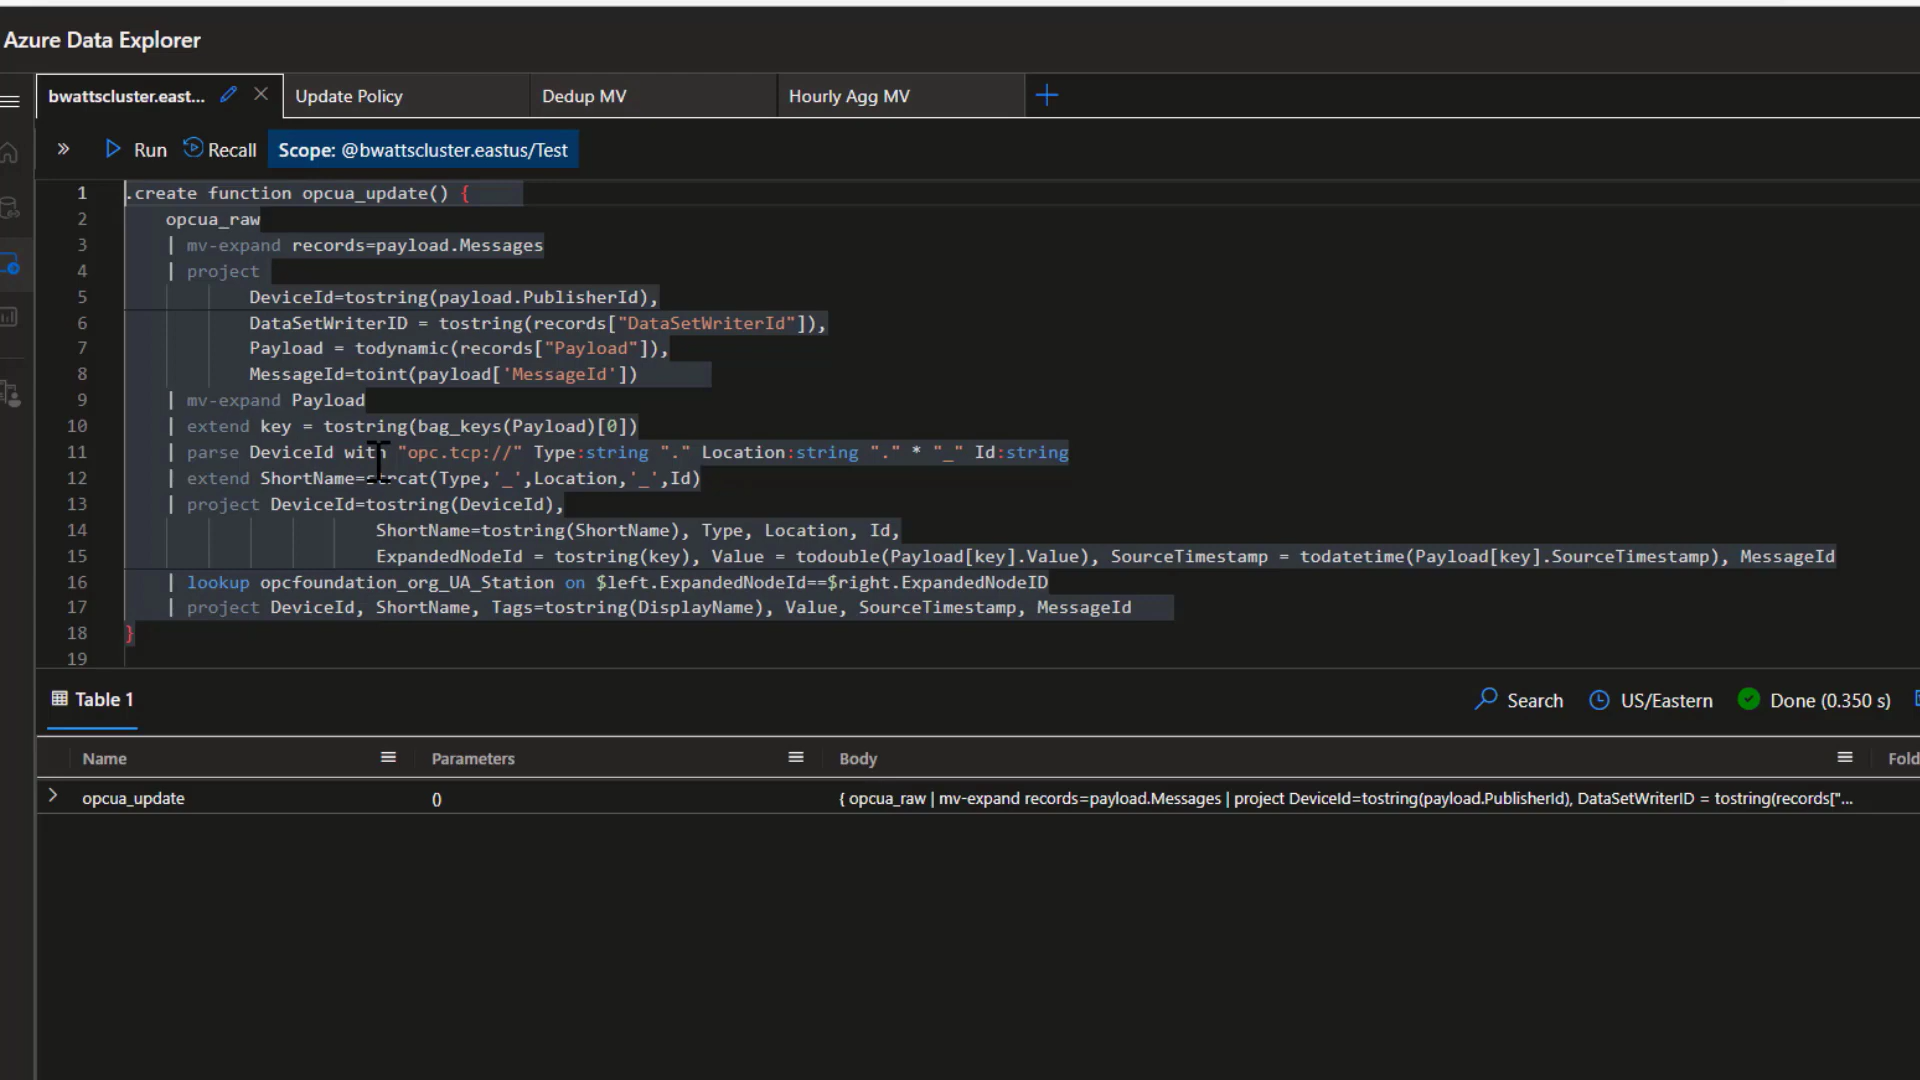 Azure Data Explorer
bwattscluster.east...
Update Policy
Dedup MV
Hourly Agg MV
Run
Recall
Scope: @bwattscluster.eastus/Test
1 .create function opcua_update() {
2 opcua_raw
3 | mv-expand records=payload.Messages
4 | project
5 DeviceId=tostring(payload.PublisherId),
6 DataSetWriterID = tostring(records["DataSetWriterId"]),
7 Payload = todynamic(records["Payload"]),
8 MessageId=toint(payload['MessageId'])
9 | mv-expand Payload
10 | extend key = tostring(bag_keys(Payload)[0])
11 | parse DeviceId with "opc.tcp://" Type:string "." Location:string "." * "_" Id:string
12 | extend ShortName=strcat(Type,'_',Location,'_',Id)
13 | project DeviceId=tostring(DeviceId),
14 ShortName=tostring(ShortName), Type, Location, Id,
15 ExpandedNodeId = tostring(key), Value = todouble(Payload[key].Value), SourceTimestamp = todatetime(Payload[key].SourceTimestamp), MessageId
16 | lookup opcfoundation_org_UA_Station on $left.ExpandedNodeId==$right.ExpandedNodeID
17 | project DeviceId, ShortName, Tags=tostring(DisplayName), Value, SourceTimestamp, MessageId
18 }
19
Table 1
Search
US/Eastern
Done (0.350 s)
Name
Parameters
Body
Fold
opcua_update
()
{ opcua_raw | mv-expand records=payload.Messages | project DeviceId=tostring(payload.PublisherId), DataSetWriterID = tostring(records["...